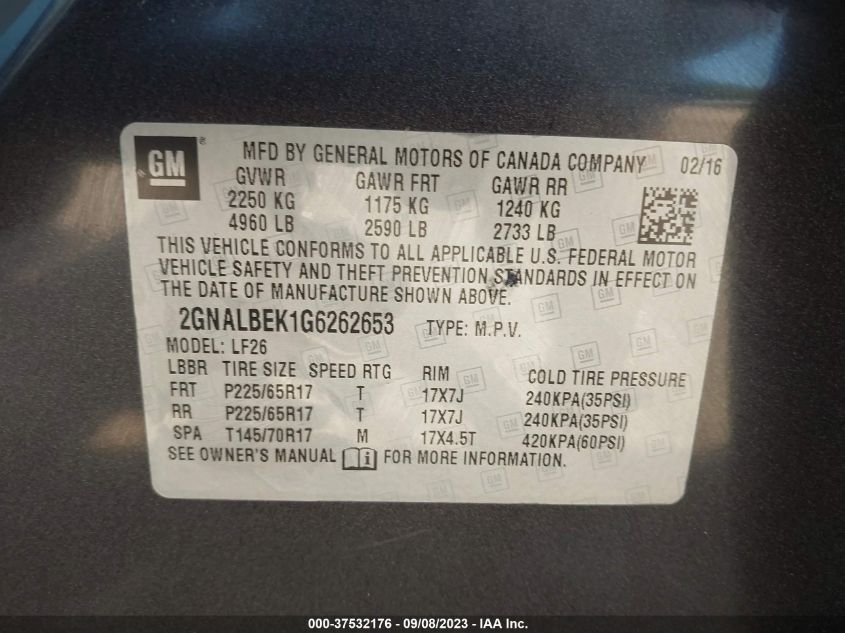 GM ® MFD BY GENERAL MOTORS OF CANADA COMPANY 02/16
GVWR GAWR FRT GAWR RR
2250 KG 1175 KG 1240 KG
4960 LB 2590 LB 2733 LB
THIS VEHICLE CONFORMS TO ALL APPLICABLE U.S. FEDERAL MOTOR
VEHICLE SAFETY AND THEFT PREVENTION STANDARDS IN EFFECT ON
THE DATE OF MANUFACTURE SHOWN ABOVE.
2GNALBEK1G6262653 TYPE: M.P.V.
MODEL: LF26
LBBR TIRE SIZE SPEED RTG RIM COLD TIRE PRESSURE
FRT P225/65R17 T 17X7J 240KPA(35PSI)
RR P225/65R17 T 17X7J 240KPA(35PSI)
SPA T145/70R17 M 17X4.5T 420KPA(60PSI)
SEE OWNER'S MANUAL i FOR MORE INFORMATION.
000-37532176 - 09/08/2023 - IAA Inc.